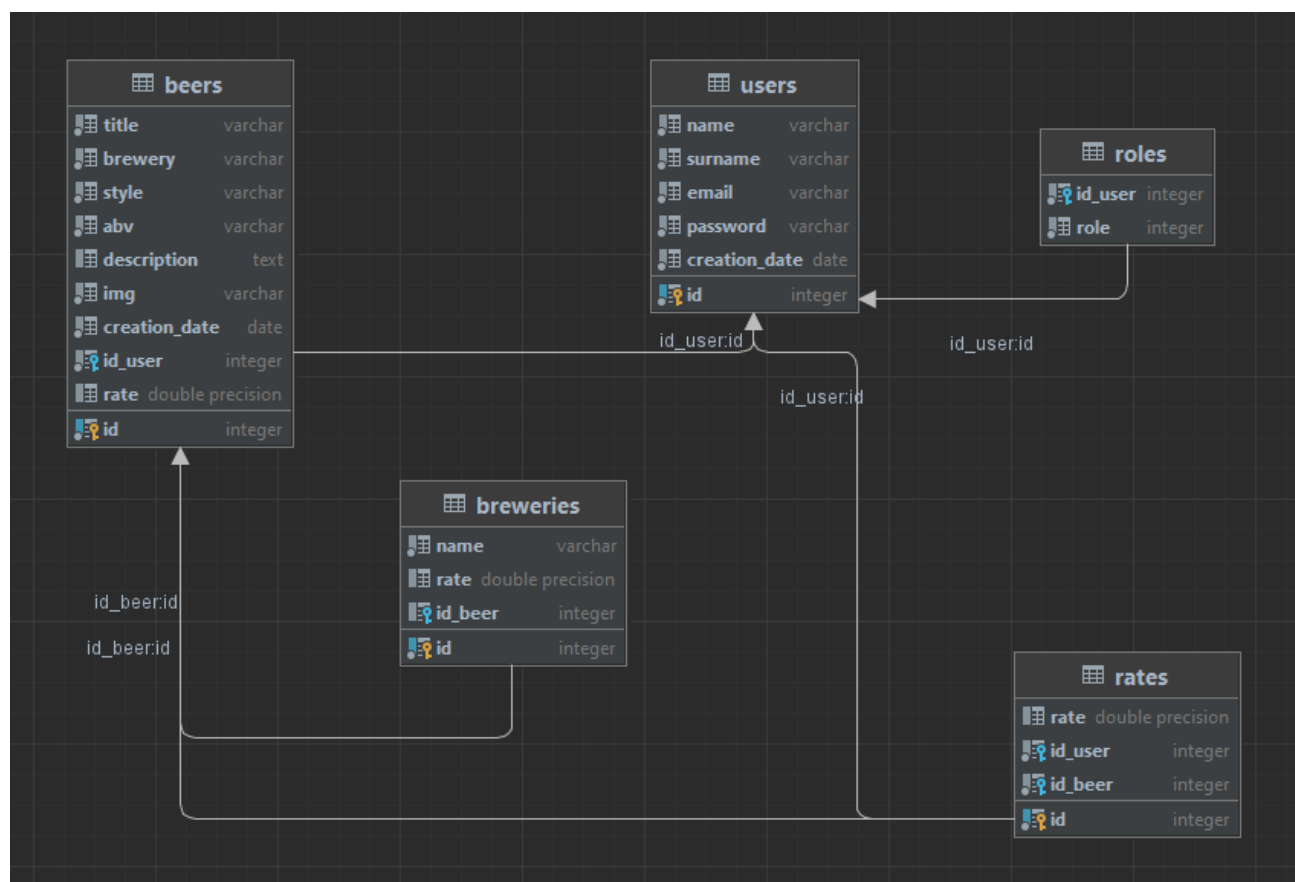 beers
title varchar
brewery varchar
style varchar
abv varchar
description text
img varchar
creation_date date
id_user integer
rate double precision
id integer
users
name varchar
surname varchar
email varchar
password varchar
creation_date date
id integer
roles
id_user integer
role integer
id_user:id
id_user:id
id_user:id
breweries
name varchar
rate double precision
id_beer integer
id integer
id_beer:id
id_beer:id
rates
rate double precision
id_user integer
id_beer integer
id integer